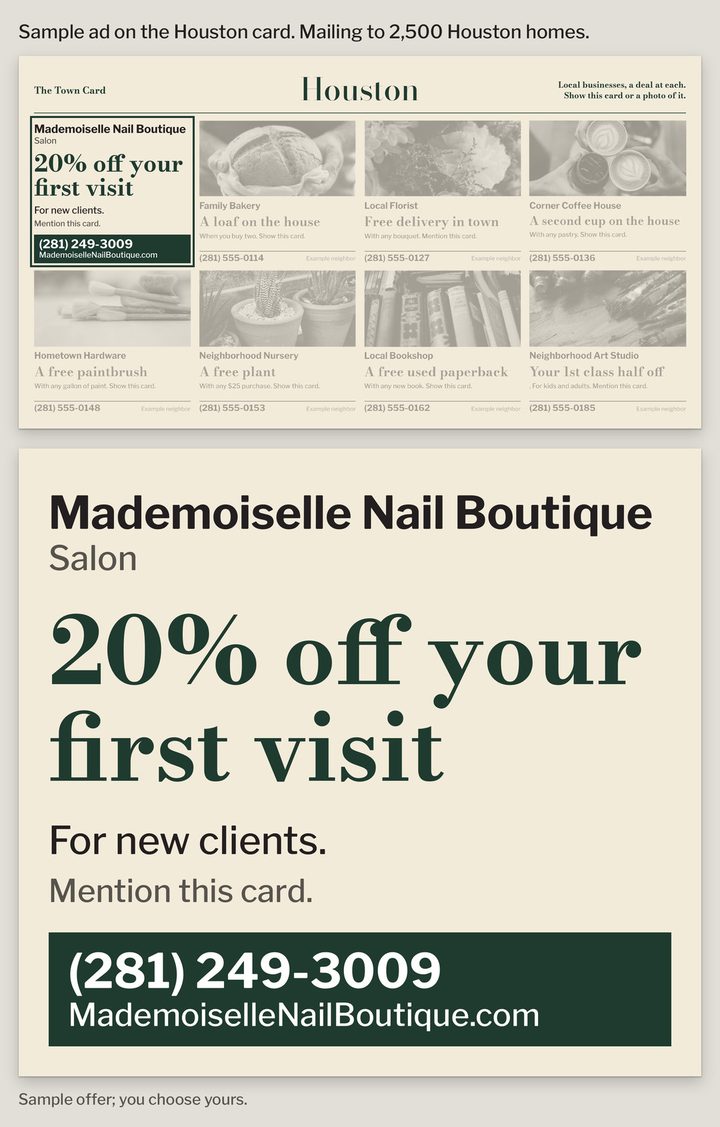 Sample ad on the Houston card. Mailing to 2,500 Houston homes.
The Town Card
Houston
Local businesses, a deal at each.
Show this card or a photo of it.
Mademoiselle Nail Boutique
Salon
20% off your
first visit
For new clients.
Mention this card.
(281) 249-3009
MademoiselleNailBoutique.com
Family Bakery
A loaf on the house
When you buy two. Show this card.
(281) 555-0114
Example neighbor
Local Florist
Free delivery in town
With any bouquet. Mention this card.
(281) 555-0127
Example neighbor
Corner Coffee House
A second cup on the house
With any pastry. Show this card.
(281) 555-0136
Example neighbor
Hometown Hardware
A free paintbrush
With any gallon of paint. Show this card.
(281) 555-0148
Example neighbor
Neighborhood Nursery
A free plant
With any $25 purchase. Show this card.
(281) 555-0153
Example neighbor
Local Bookshop
A free used paperback
With any new book. Show this card.
(281) 555-0162
Example neighbor
Neighborhood Art Studio
Your 1st class half off
For kids and adults. Mention this card.
(281) 555-0185
Example neighbor
Mademoiselle Nail Boutique
Salon
20% off your
first visit
For new clients.
Mention this card.
(281) 249-3009
MademoiselleNailBoutique.com
Sample offer; you choose yours.